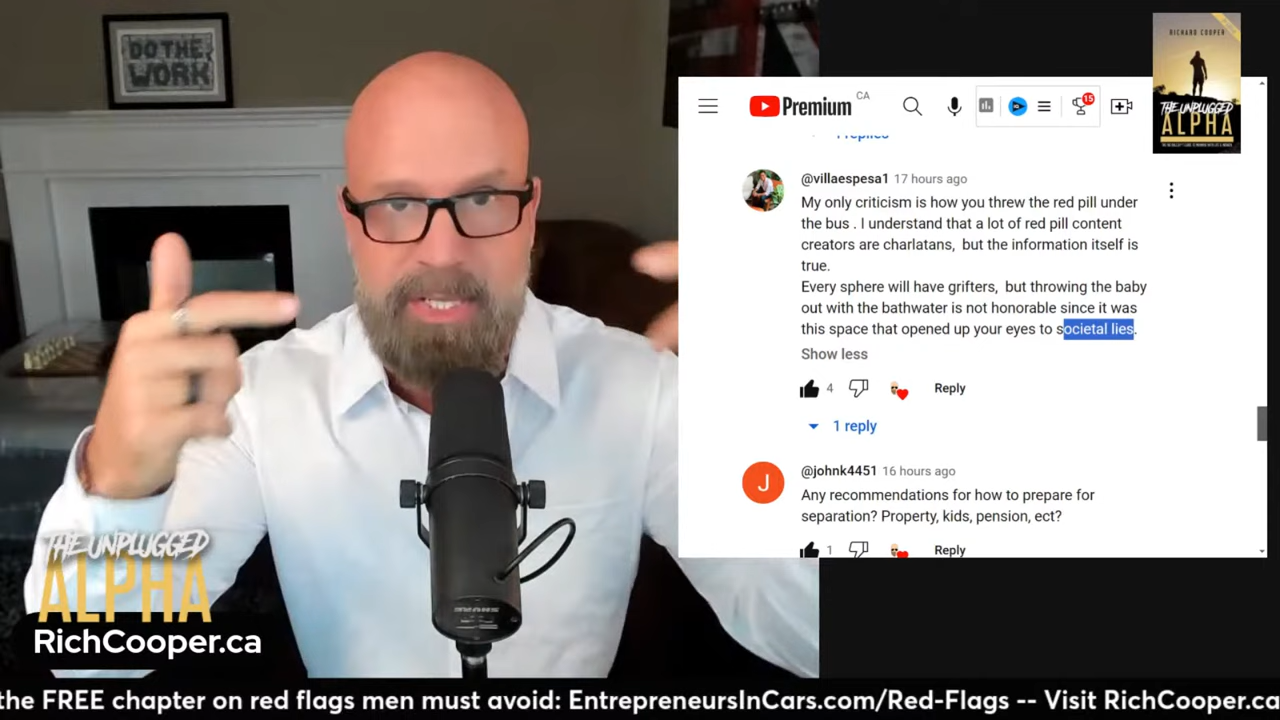 DO THE
WORK
RICHARD COOPER
THE UNPLUGGED
ALPHA
Premium
CA
15
@villaespesa1 17 hours ago
My only criticism is how you threw the red pill under
the bus . I understand that a lot of red pill content
creators are charlatans, but the information itself is
true.
Every sphere will have grifters, but throwing the baby
out with the bathwater is not honorable since it was
this space that opened up your eyes to societal lies.
Show less
4
Reply
1 reply
J
@johnk4451 16 hours ago
Any recommendations for how to prepare for
separation? Property, kids, pension, ect?
1
Reply
THE UNPLUGGED
ALPHA
RichCooper.ca
the FREE chapter on red flags men must avoid: EntrepreneursInCars.com/Red-Flags -- Visit RichCooper.ca